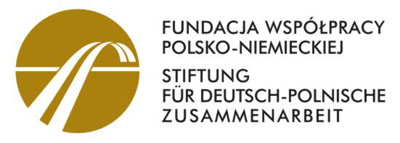 FUNDACJA WSPÓŁPRACY
POLSKO-NIEMIECKIEJ
STIFTUNG
FÜR DEUTSCH-POLNISCHE
ZUSAMMENARBEIT